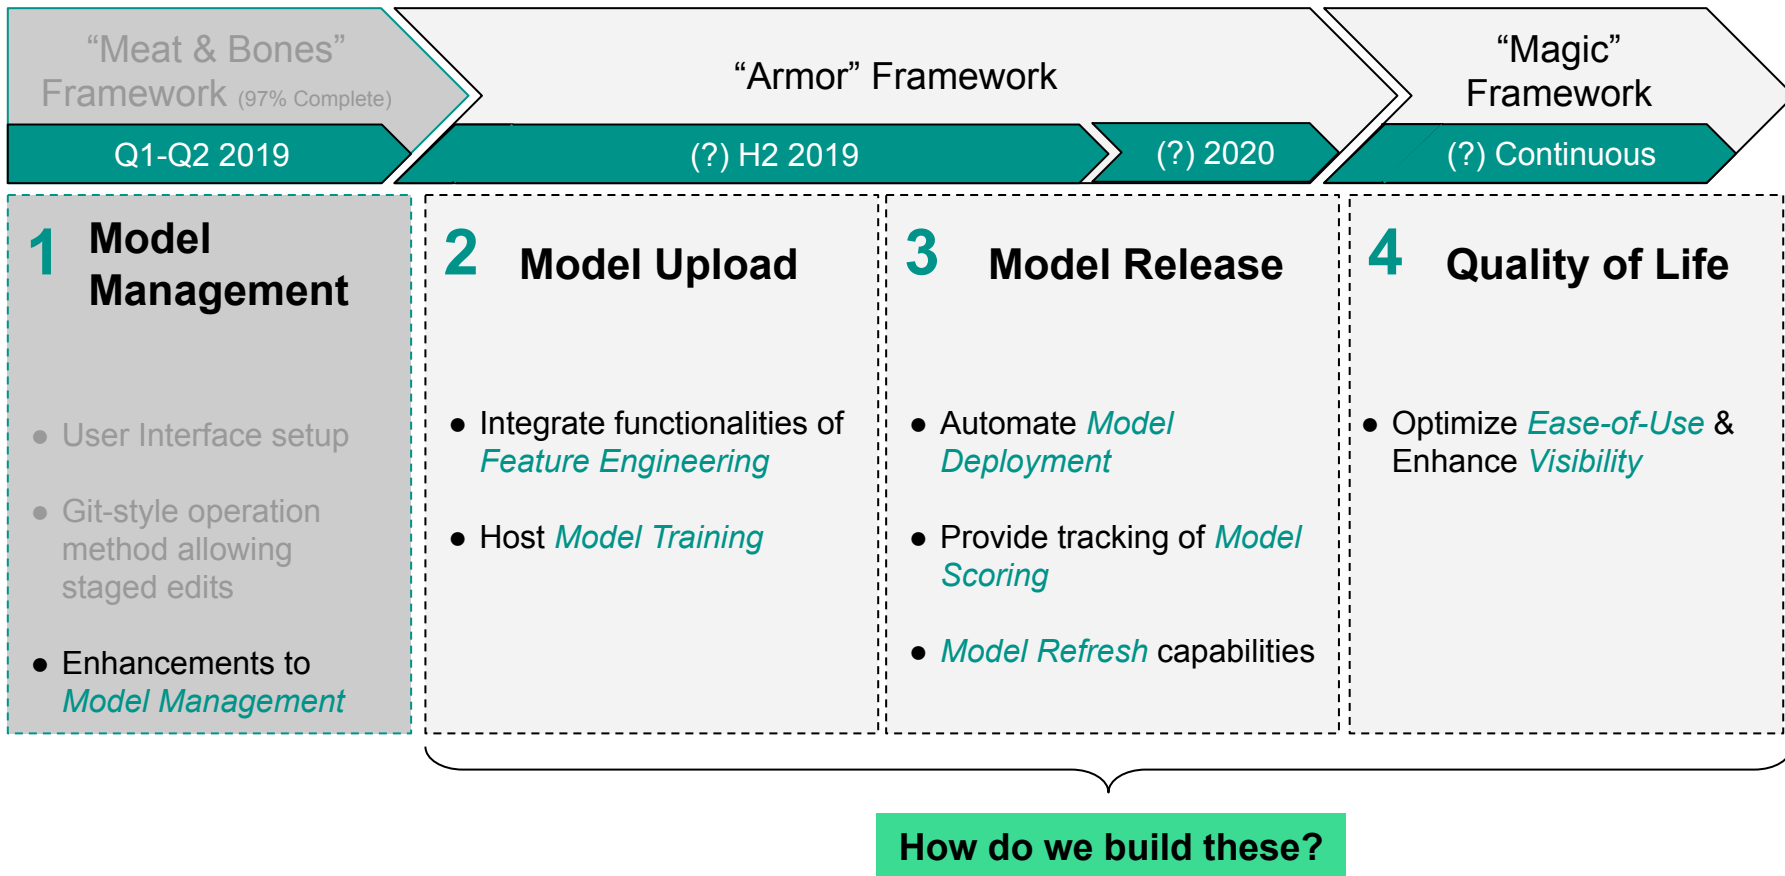 “Meat & Bones”
Framework (97% Complete)
“Armor” Framework
“Magic”
Framework
Q1-Q2 2019
(?) H2 2019
(?) 2020
(?) Continuous
1 Model
Management
● User Interface setup
● Git-style operation
method allowing
staged edits
● Enhancements to
Model Management
2 Model Upload
● Integrate functionalities of
Feature Engineering
● Host Model Training
3 Model Release
● Automate Model
Deployment
● Provide tracking of Model
Scoring
● Model Refresh capabilities
4 Quality of Life
● Optimize Ease-of-Use &
Enhance Visibility
How do we build these?